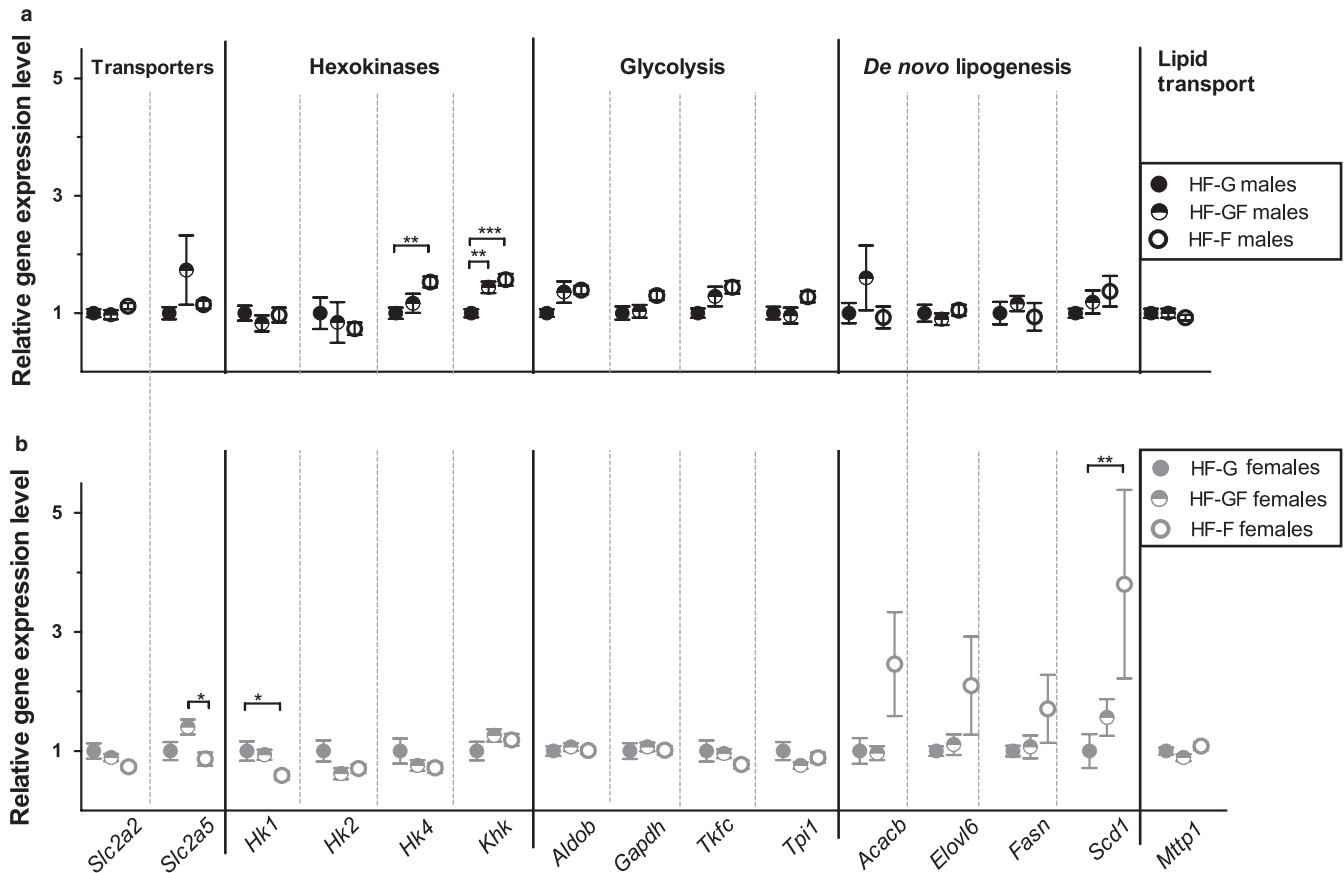 a
Relative gene expression level
Transporters
Hexokinases
Glycolysis
De novo lipogenesis
Lipid
transport
5
3
1
**
**
***
HF-G males
HF-GF males
HF-F males
b
Relative gene expression level
5
3
1
*
*
**
HF-G females
HF-GF females
HF-F females
Slc2a2
Slc2a5
Hk1
Hk2
Hk4
Khk
Aldob
Gapdh
Tkfc
Tpi1
Acacb
Elovl6
Fasn
Scd1
Mttp1